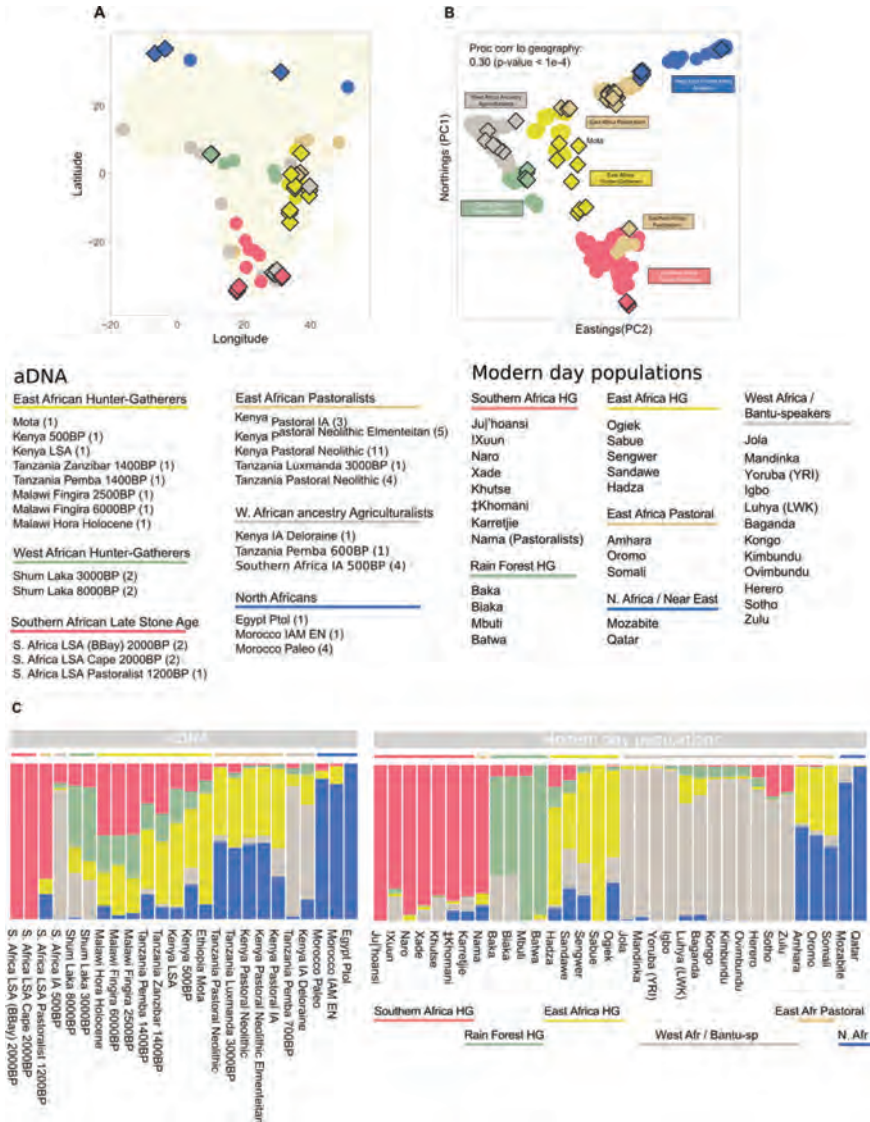 A
B
Latitude
20
0
−20
−20
0
20
40
Longitude
Northings (PC1)
Proc corr to geography:
0.30 (p-value < 1e-4)
Mota
Eastings(PC2)
aDNA
East African Hunter-Gatherers
Mota (1)
Kenya 500BP (1)
Kenya LSA (1)
Tanzania Zanzibar 1400BP (1)
Tanzania Pemba 1400BP (1)
Malawi Fingira 2500BP (1)
Malawi Fingira 6000BP (1)
Malawi Hora Holocene (1)
West African Hunter-Gatherers
Shum Laka 3000BP (2)
Shum Laka 8000BP (2)
Southern African Late Stone Age
S. Africa LSA (BBay) 2000BP (2)
S. Africa LSA Cape 2000BP (2)
S. Africa LSA Pastoralist 1200BP (1)
East African Pastoralists
Kenya Pastoral IA (3)
Kenya Pastoral Neolithic Elmenteitan (5)
Kenya Pastoral Neolithic (11)
Tanzania Luxmanda 3000BP (1)
Tanzania Pastoral Neolithic (4)
W. African ancestry Agriculturalists
Kenya IA Deloraine (1)
Tanzania Pemba 600BP (1)
Southern Africa IA 500BP (4)
North Africans
Egypt Ptol (1)
Morocco IAM EN (1)
Morocco Paleo (4)
Modern day populations
Southern Africa HG
Ju|'hoansi
!Xuun
Naro
Xade
Khutse
‡Khomani
Karretjie
Nama (Pastoralists)
Rain Forest HG
Baka
Biaka
Mbuti
Batwa
East Africa HG
Ogiek
Sabue
Sengwer
Sandawe
Hadza
East Africa Pastoral
Amhara
Oromo
Somali
N. Africa / Near East
Mozabite
Qatar
West Africa /
Bantu-speakers
Jola
Mandinka
Yoruba (YRI)
Igbo
Luhya (LWK)
Baganda
Kongo
Kimbundu
Ovimbundu
Herero
Sotho
Zulu
C
aDNA
Modern day populations
S. Africa LSA (BBay) 2000BP
S. Africa LSA Cape 2000BP
S. Africa LSA Pastoralist 1200BP
S. Africa IA 500BP
Shum Laka 8000BP
Shum Laka 3000BP
Malawi Hora Holocene
Malawi Fingira 6000BP
Malawi Fingira 2500BP
Tanzania Pemba 1400BP
Tanzania Zanzibar 1400BP
Kenya LSA
Kenya 500BP
Ethiopia Mota
Tanzania Pastoral Neolithic
Tanzania Luxmanda 3000BP
Kenya Pastoral Neolithic
Kenya Pastoral Neolithic Elmenteitan
Kenya Pastoral IA
Tanzania Pemba 700BP
Kenya IA Deloraine
Morocco Paleo
Morocco IAM EN
Egypt Ptol
Ju|'hoansi
!Xuun
Naro
Xade
Khutse
‡Khomani
Karretjie
Nama
Baka
Biaka
Mbuti
Batwa
Hadza
Sandawe
Sengwer
Sabue
Ogiek
Jola
Mandinka
Yoruba (YRI)
Igbo
Luhya (LWK)
Baganda
Kongo
Kimbundu
Ovimbundu
Herero
Sotho
Zulu
Amhara
Oromo
Somali
Mozabite
Qatar
Southern Africa HG
East Africa HG
East Afr Pastoral
Rain Forest HG
West Afr / Bantu-sp
N. Afr